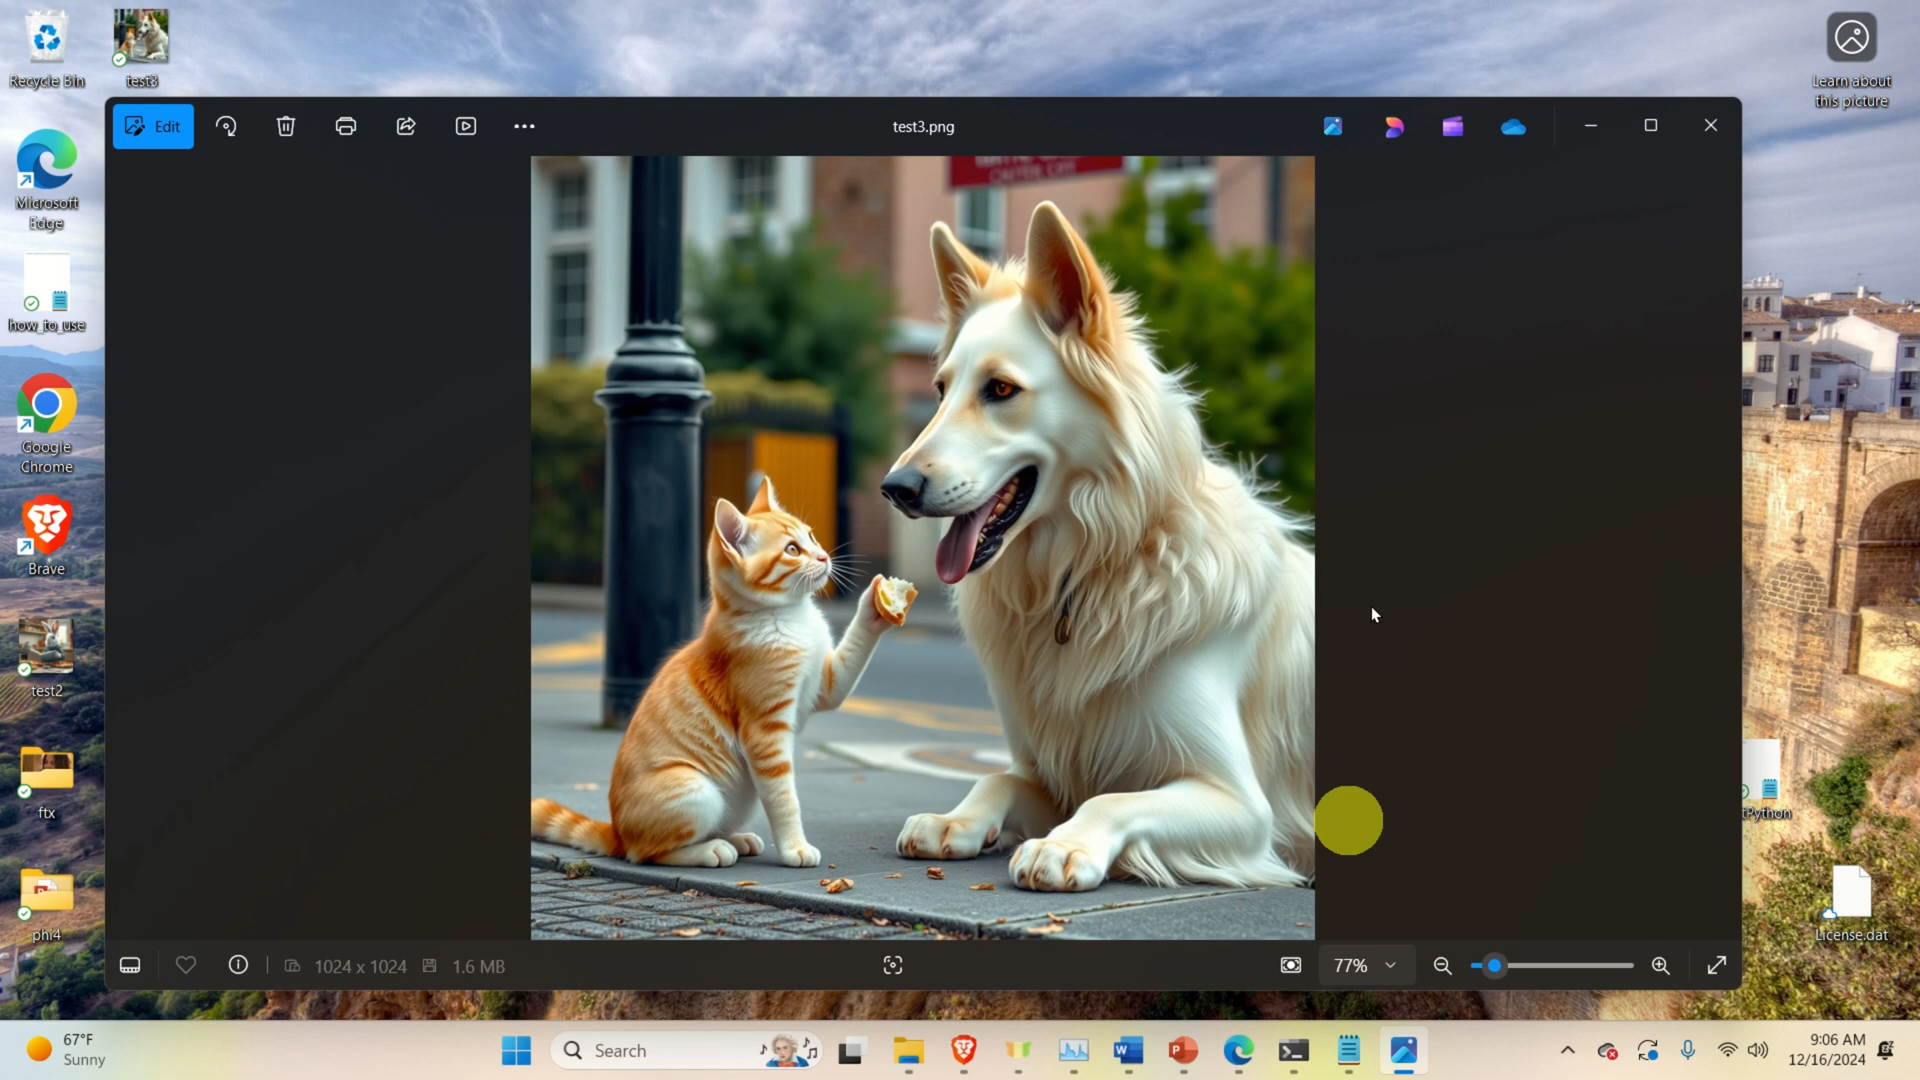 Recycle Bin
test3
Learn about
this picture
Edit
test3.png
Microsoft
Edge
how_to_use
Google
Chrome
Brave
test2
ftx
phi4
Python
License.dat
1024 x 1024
1.6 MB
77%
67°F
Sunny
Search
9:06 AM
12/16/2024